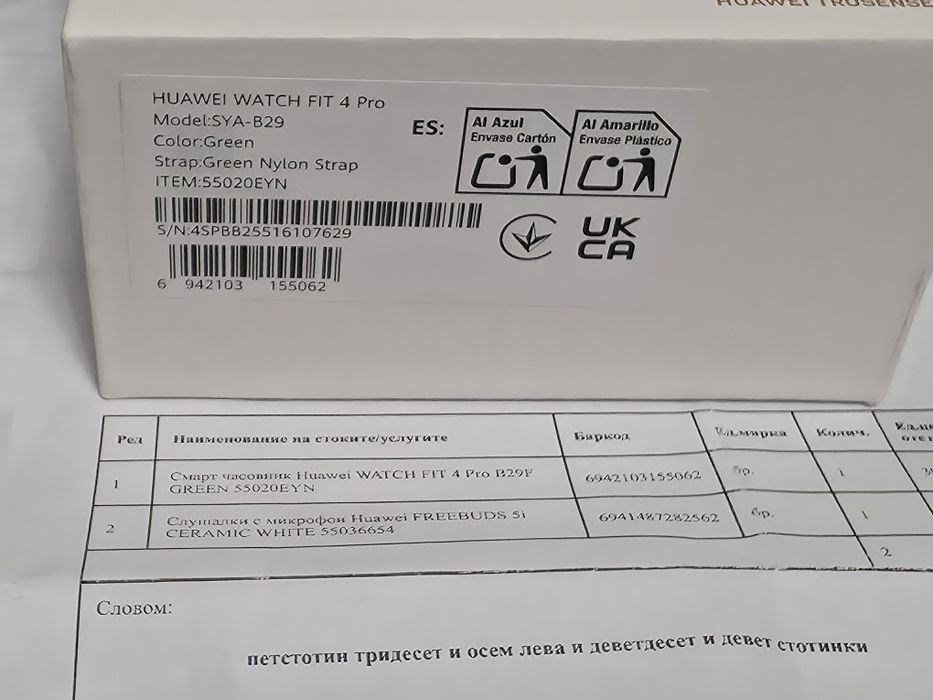 HUAWEI TRUSENSE
HUAWEI WATCH FIT 4 Pro
Model:SYA-B29
Color:Green
Strap:Green Nylon Strap
ITEM:55020EYN
S/N:4SPBB25516107629
6 942103 155062
ES:
Al Azul
Envase Cartón
Al Amarillo
Envase Plástico
UK
CA
Ред Наименование на стоките/услугите Баркод Ед.мярка Колич.
1 Смарт часовник Huawei WATCH FIT 4 Pro B29F 6942103155062 бр. 1
GREEN 55020EYN
2 Слушалки с микрофон Huawei FREEBUDS 5i 6941487282562 бр. 1
CERAMIC WHITE 55036654
2
Словом:
петстотин тридесет и осем лева и деветдесет и девет стотинки